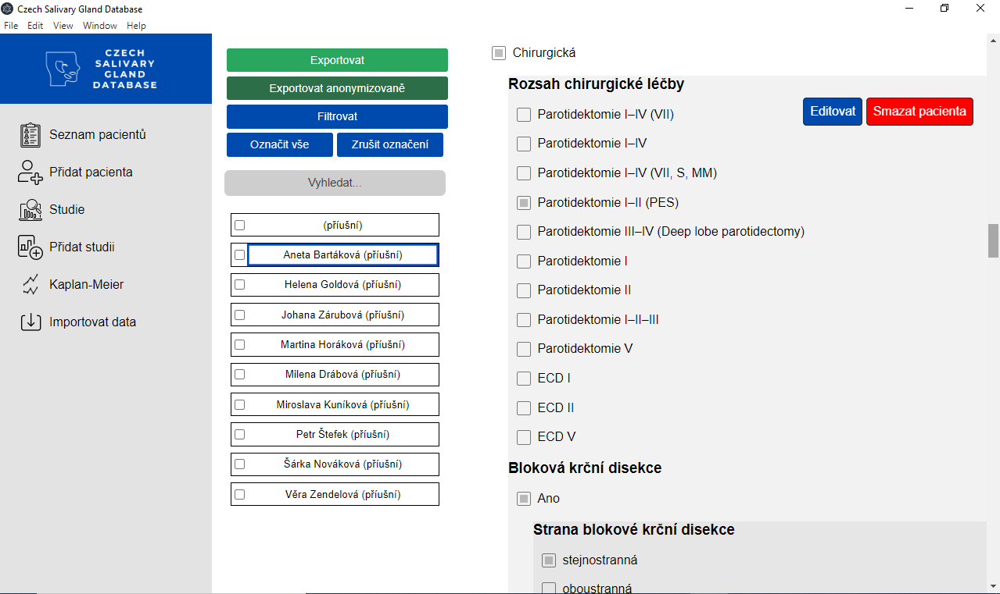 Czech Salivary Gland Database
File Edit View Window Help
CZECH
SALIVARY
GLAND
DATABASE
Seznam pacientů
Přidat pacienta
Studie
Přidat studii
Kaplan-Meier
Importovat data
Exportovat
Exportovat anonymizovaně
Filtrovat
Označit vše Zrušit označení
Vyhledat...
(příušní)
Aneta Bartáková (příušní)
Helena Goldová (příušní)
Johana Zárubová (příušní)
Martina Horáková (příušní)
Milena Drábová (příušní)
Miroslava Kuníková (příušní)
Petr Štefek (příušní)
Šárka Nováková (příušní)
Věra Zendelová (příušní)
Chirurgická
Rozsah chirurgické léčby
Editovat Smazat pacienta
Parotidektomie I–IV (VII)
Parotidektomie I–IV
Parotidektomie I–IV (VII, S, MM)
Parotidektomie I–II (PES)
Parotidektomie III–IV (Deep lobe parotidectomy)
Parotidektomie I
Parotidektomie II
Parotidektomie I–II–III
Parotidektomie V
ECD I
ECD II
ECD V
Bloková krční disekce
Ano
Strana blokové krční disekce
stejnostranná
oboustranná